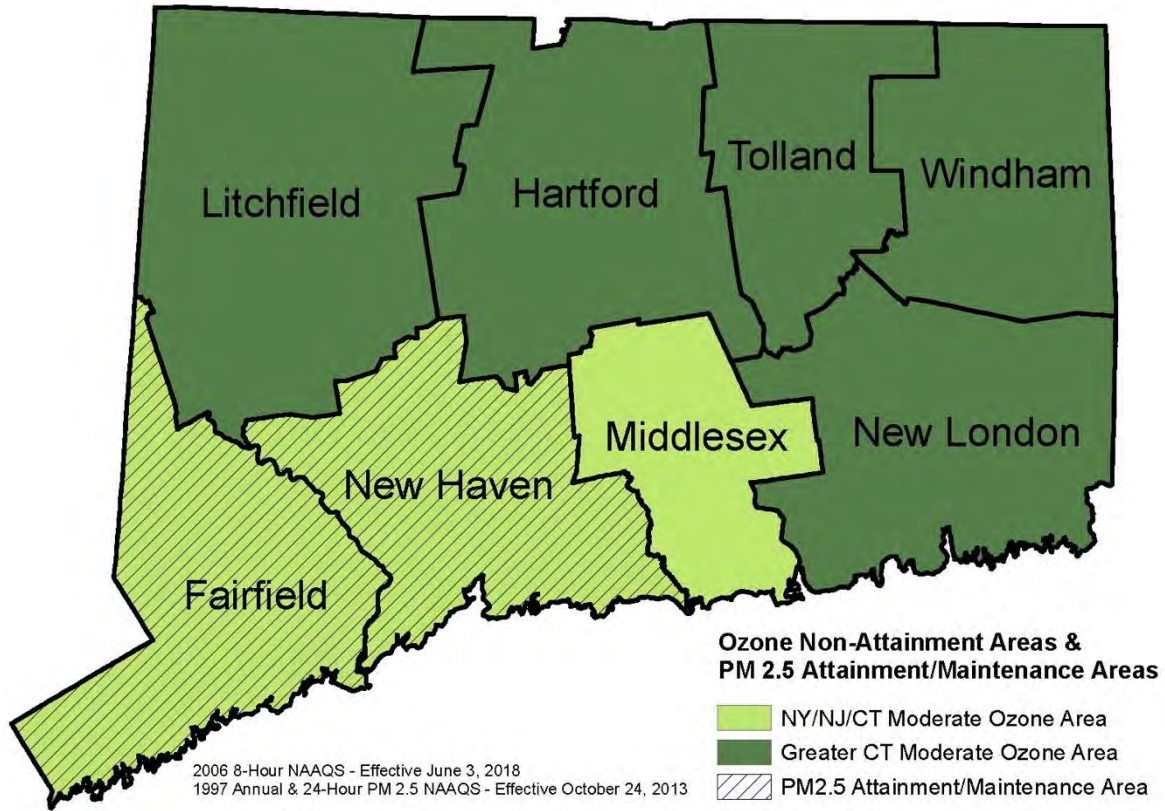 Litchfield
Hartford
Tolland
Windham
Middlesex
New London
New Haven
Fairfield
Ozone Non-Attainment Areas &
PM 2.5 Attainment/Maintenance Areas
NY/NJ/CT Moderate Ozone Area
Greater CT Moderate Ozone Area
PM2.5 Attainment/Maintenance Area
2006 8-Hour NAAQS - Effective June 3, 2018
1997 Annual & 24-Hour PM 2.5 NAAQS - Effective October 24, 2013